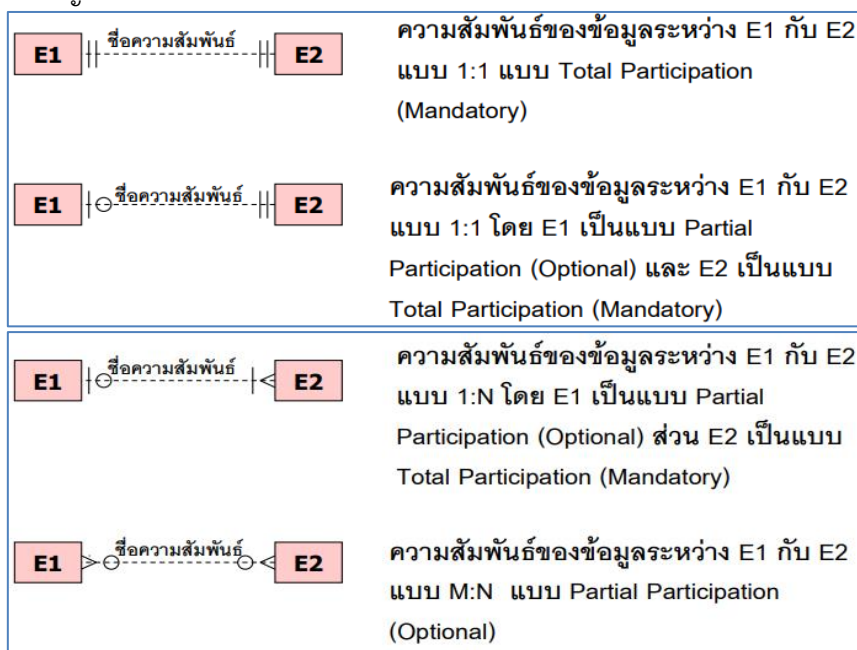 ชื่อความสัมพันธ์
E1
E2
ความสัมพันธ์ของข้อมูลระหว่าง E1 กับ E2
แบบ 1:1 แบบ Total Participation
(Mandatory)
ชื่อความสัมพันธ์
E1
E2
ความสัมพันธ์ของข้อมูลระหว่าง E1 กับ E2
แบบ 1:1 โดย E1 เป็นแบบ Partial
Participation (Optional) และ E2 เป็นแบบ
Total Participation (Mandatory)
ชื่อความสัมพันธ์
E1
E2
ความสัมพันธ์ของข้อมูลระหว่าง E1 กับ E2
แบบ 1:N โดย E1 เป็นแบบ Partial
Participation (Optional) ส่วน E2 เป็นแบบ
Total Participation (Mandatory)
ชื่อความสัมพันธ์
E1
E2
ความสัมพันธ์ของข้อมูลระหว่าง E1 กับ E2
แบบ M:N แบบ Partial Participation
(Optional)